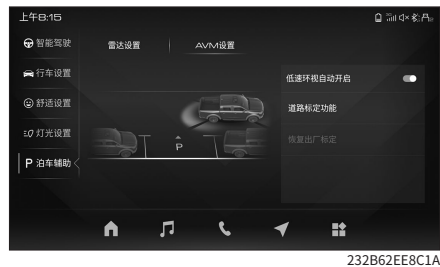 上午8:15
智能驾驶
雷达设置
AVM设置
行车设置
低速环视自动开启
舒适设置
道路标定功能
灯光设置
恢复出厂标定
P 泊车辅助
P
232B62EE8C1A